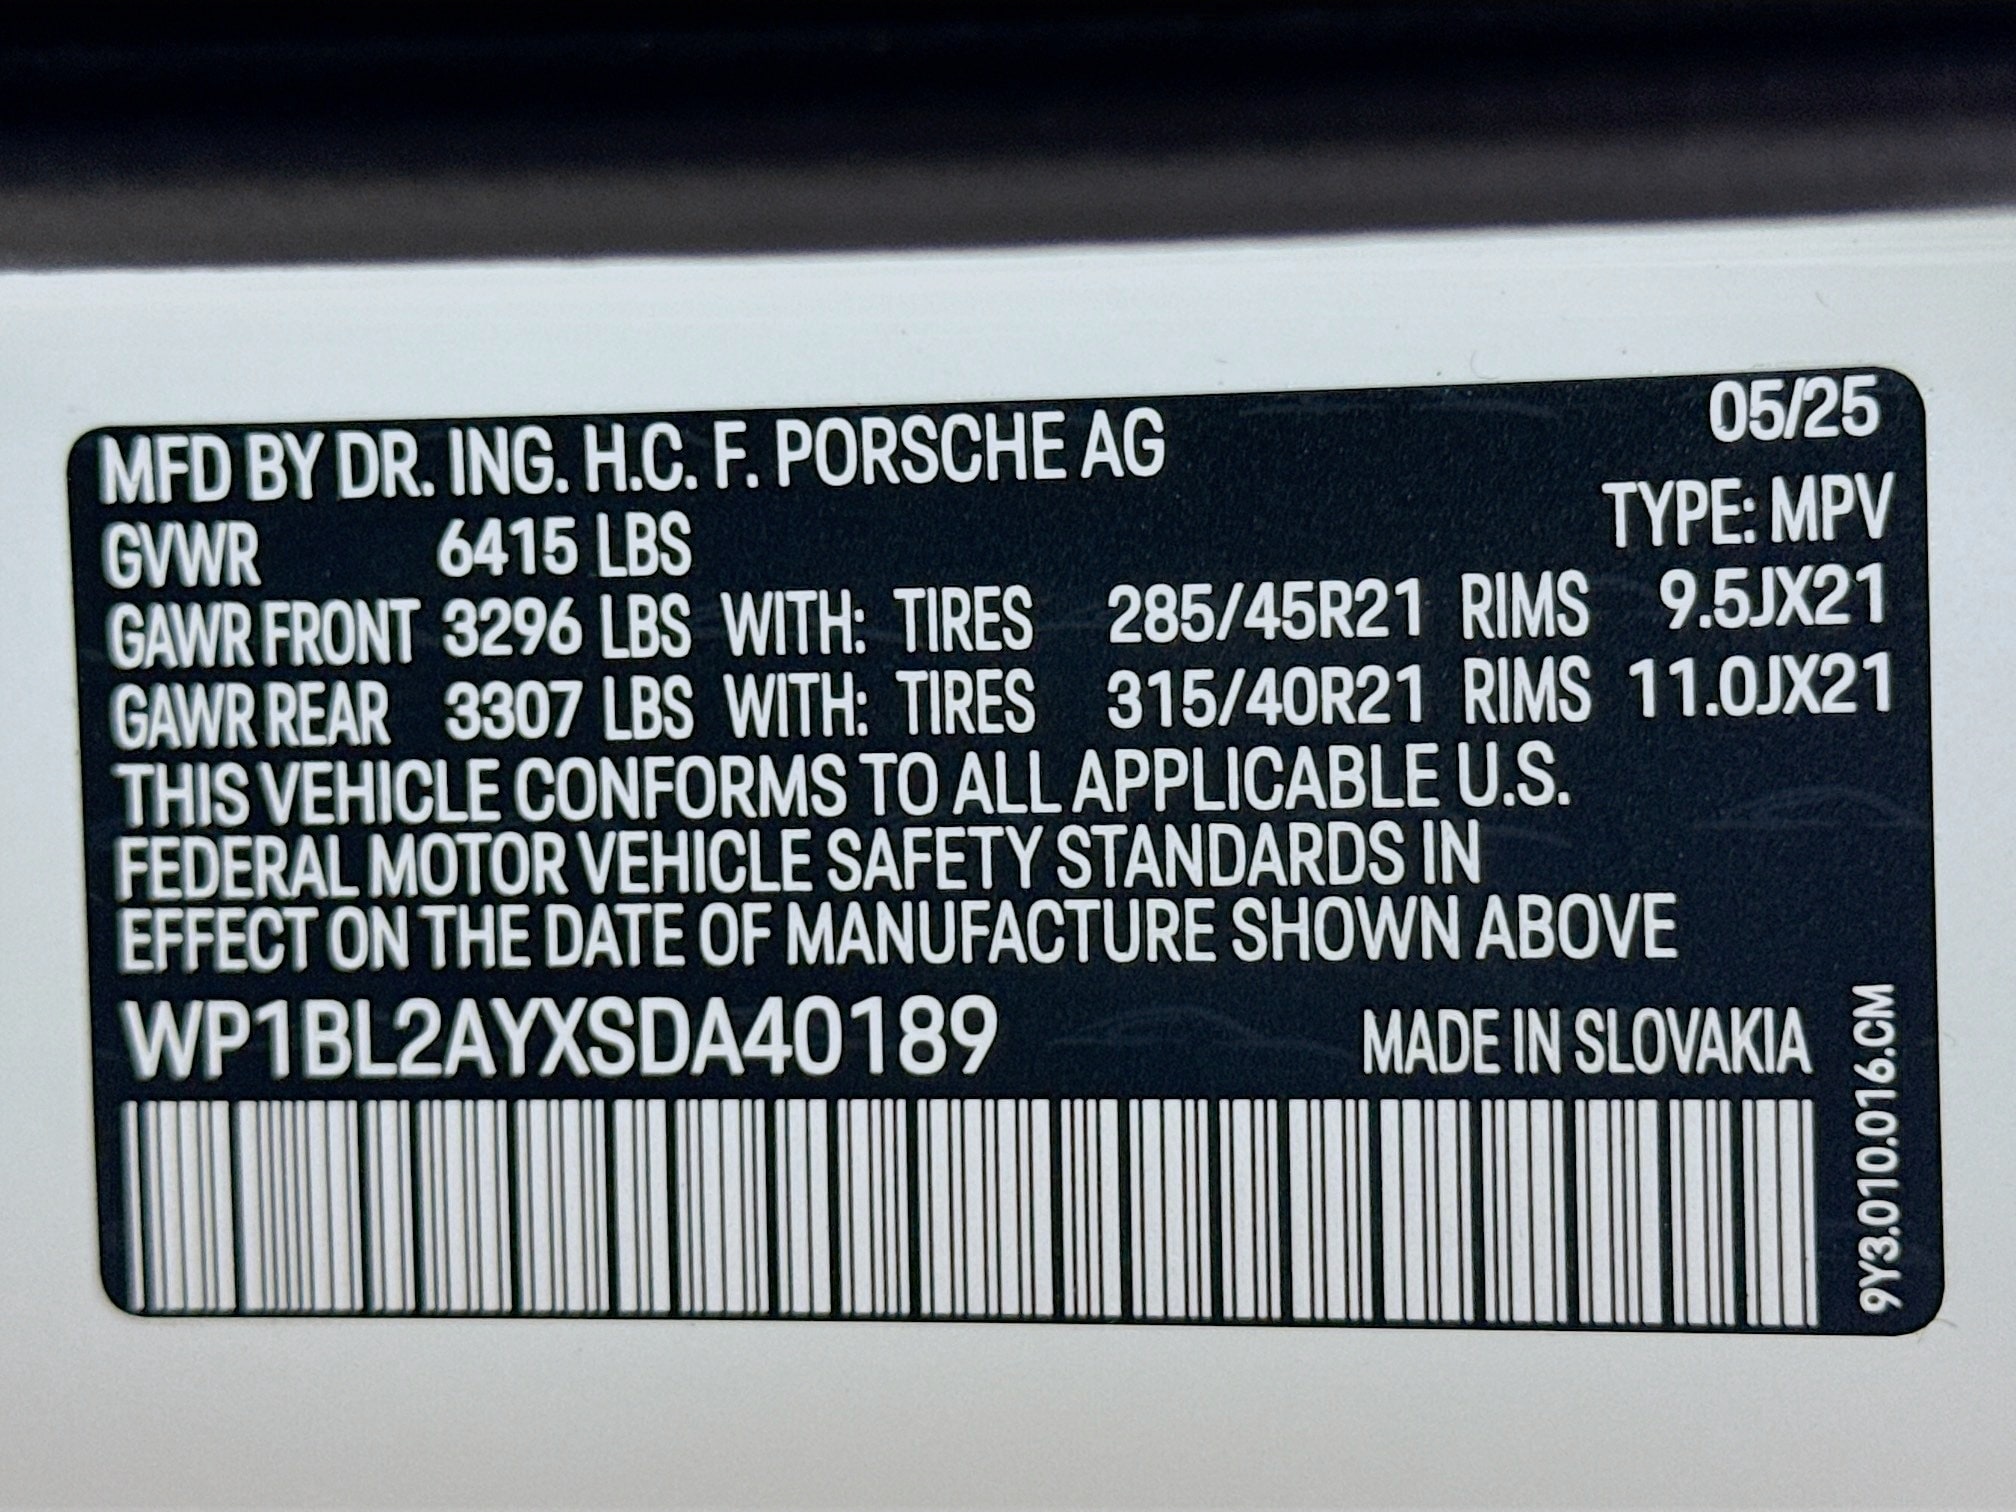 MFD BY DR. ING. H.C. F. PORSCHE AG 05/25
GVWR 6415 LBS TYPE: MPV
GAWR FRONT 3296 LBS WITH: TIRES 285/45R21 RIMS 9.5JX21
GAWR REAR 3307 LBS WITH: TIRES 315/40R21 RIMS 11.0JX21
THIS VEHICLE CONFORMS TO ALL APPLICABLE U.S.
FEDERAL MOTOR VEHICLE SAFETY STANDARDS IN
EFFECT ON THE DATE OF MANUFACTURE SHOWN ABOVE
WP1BL2AYXSDA40189 MADE IN SLOVAKIA
9Y3.010.016.CM